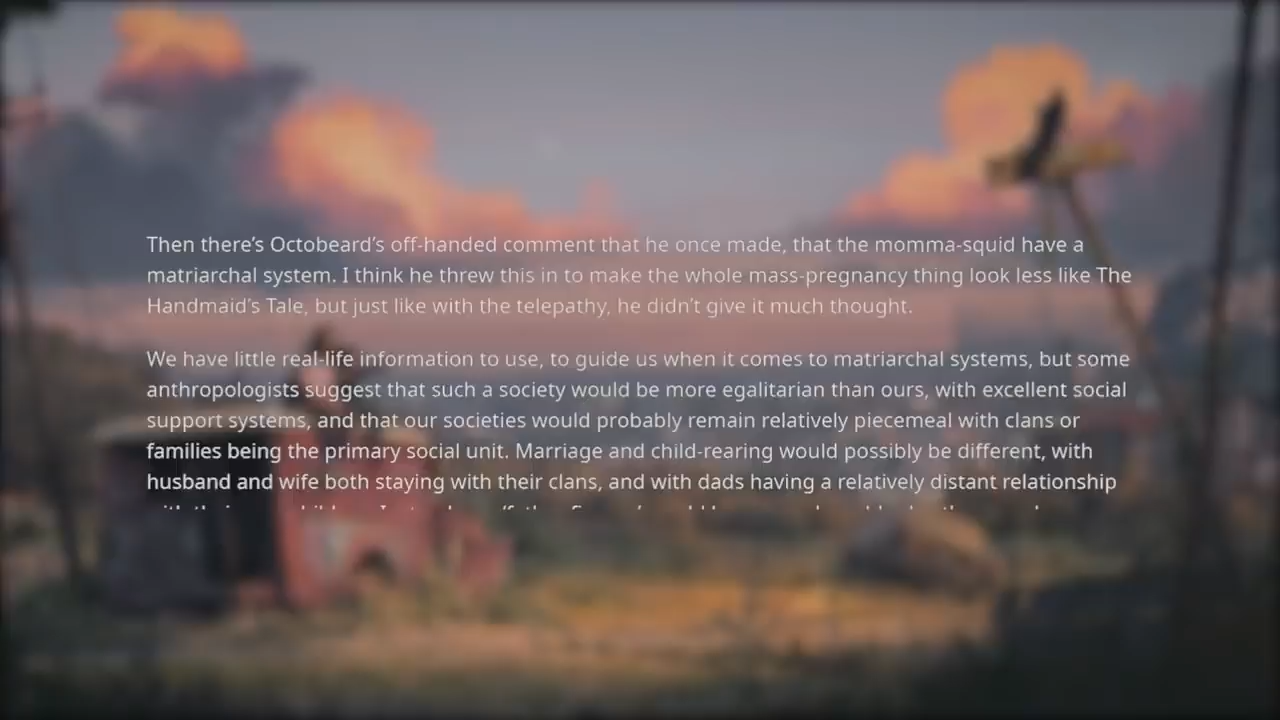 Then there’s Octobeard’s off-handed comment that he once made, that the momma-squid have a
matriarchal system. I think he threw this in to make the whole mass-pregnancy thing look less like The
Handmaid’s Tale, but just like with the telepathy, he didn’t give it much thought.
We have little real-life information to use, to guide us when it comes to matriarchal systems, but some
anthropologists suggest that such a society would be more egalitarian than ours, with excellent social
support systems, and that our societies would probably remain relatively piecemeal with clans or
families being the primary social unit. Marriage and child-rearing would possibly be different, with
husband and wife both staying with their clans, and with dads having a relatively distant relationship